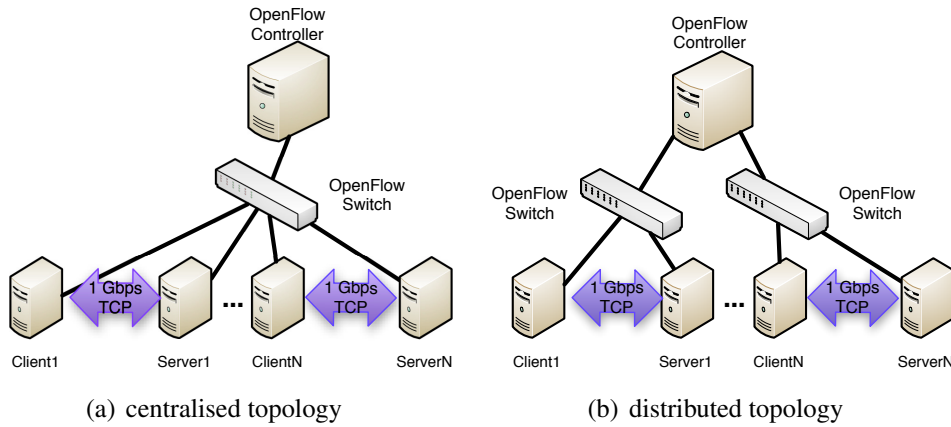 OpenFlow
Controller
OpenFlow
Switch
1 Gbps
TCP
...
1 Gbps
TCP
Client1
Server1
ClientN
ServerN
(a) centralised topology
OpenFlow
Controller
OpenFlow
Switch
OpenFlow
Switch
1 Gbps
TCP
...
1 Gbps
TCP
Client1
Server1
ClientN
ServerN
(b) distributed topology